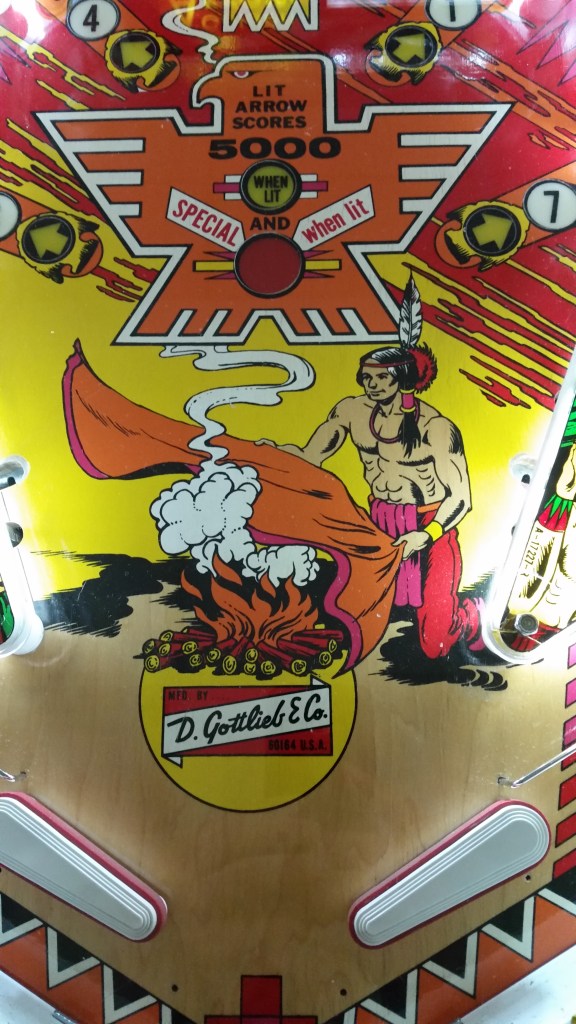 4
1
LIT
ARROW
SCORES
5000
WHEN
LIT
SPECIAL
AND
when lit
7
MFD BY
D. Gottlieb & Co.
60164 U.S.A.